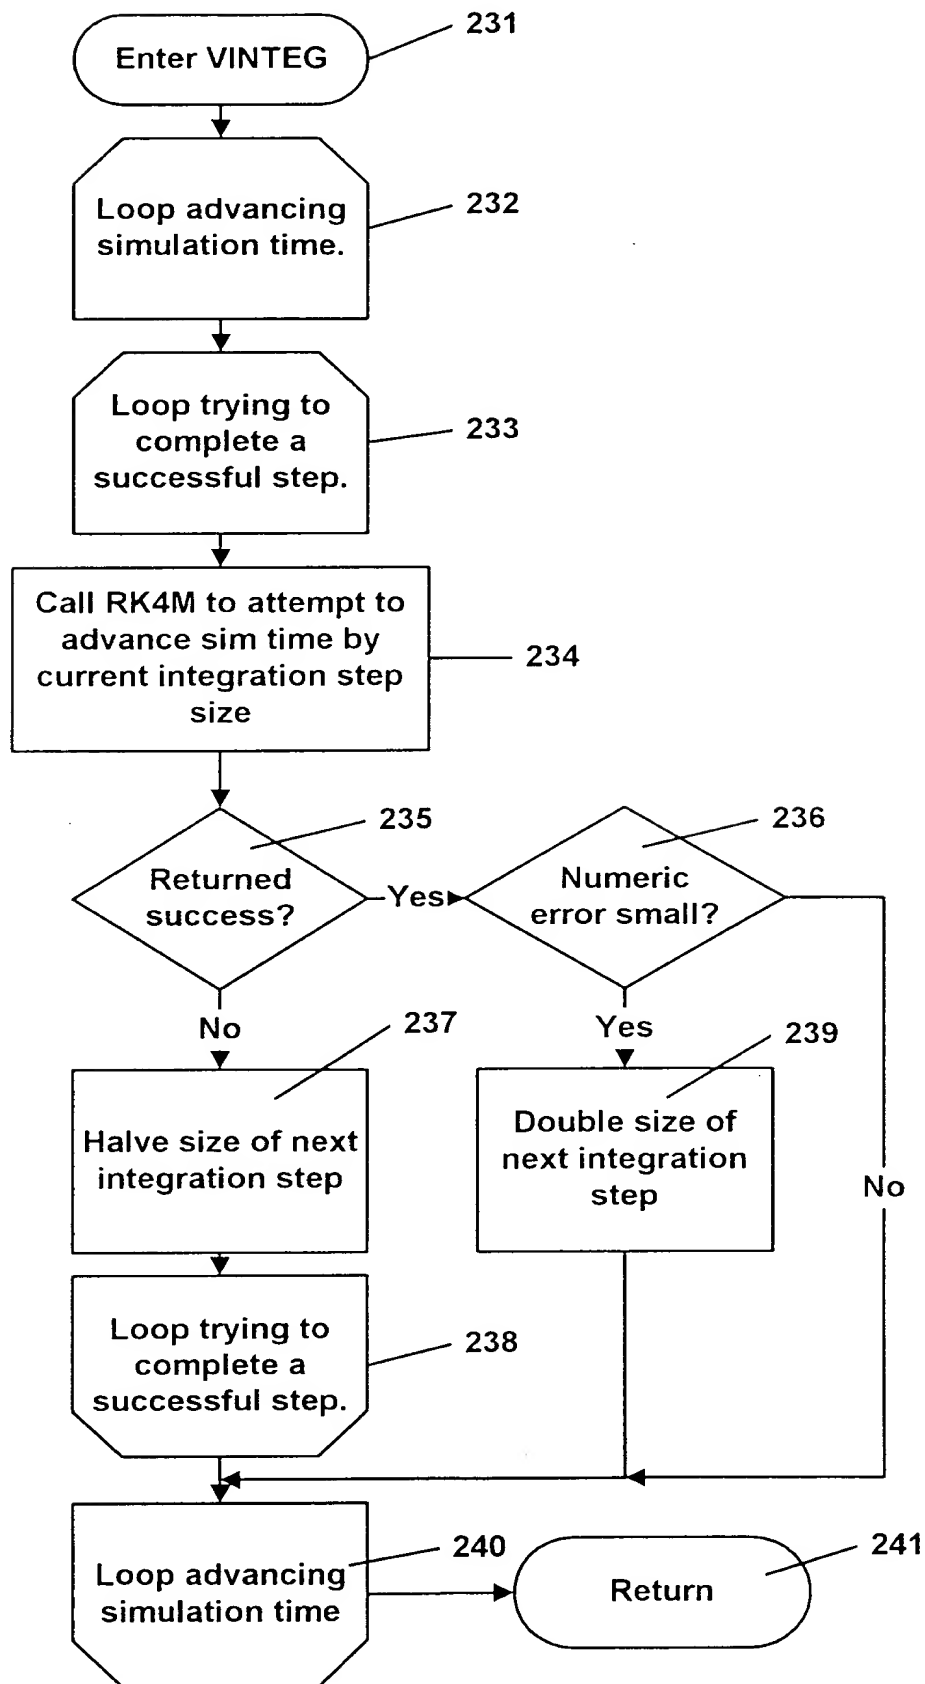 Enter VINTEG
231
Loop advancing
simulation time.
232
Loop trying to
complete a
successful step.
233
Call RK4M to attempt to
advance sim time by
current integration step
size
234
Returned
success?
235
Yes
Numeric
error small?
236
No
Yes
No
Halve size of next
integration step
237
Double size of
next integration
step
239
Loop trying to
complete a
successful step.
238
Loop advancing
simulation time
240
Return
241